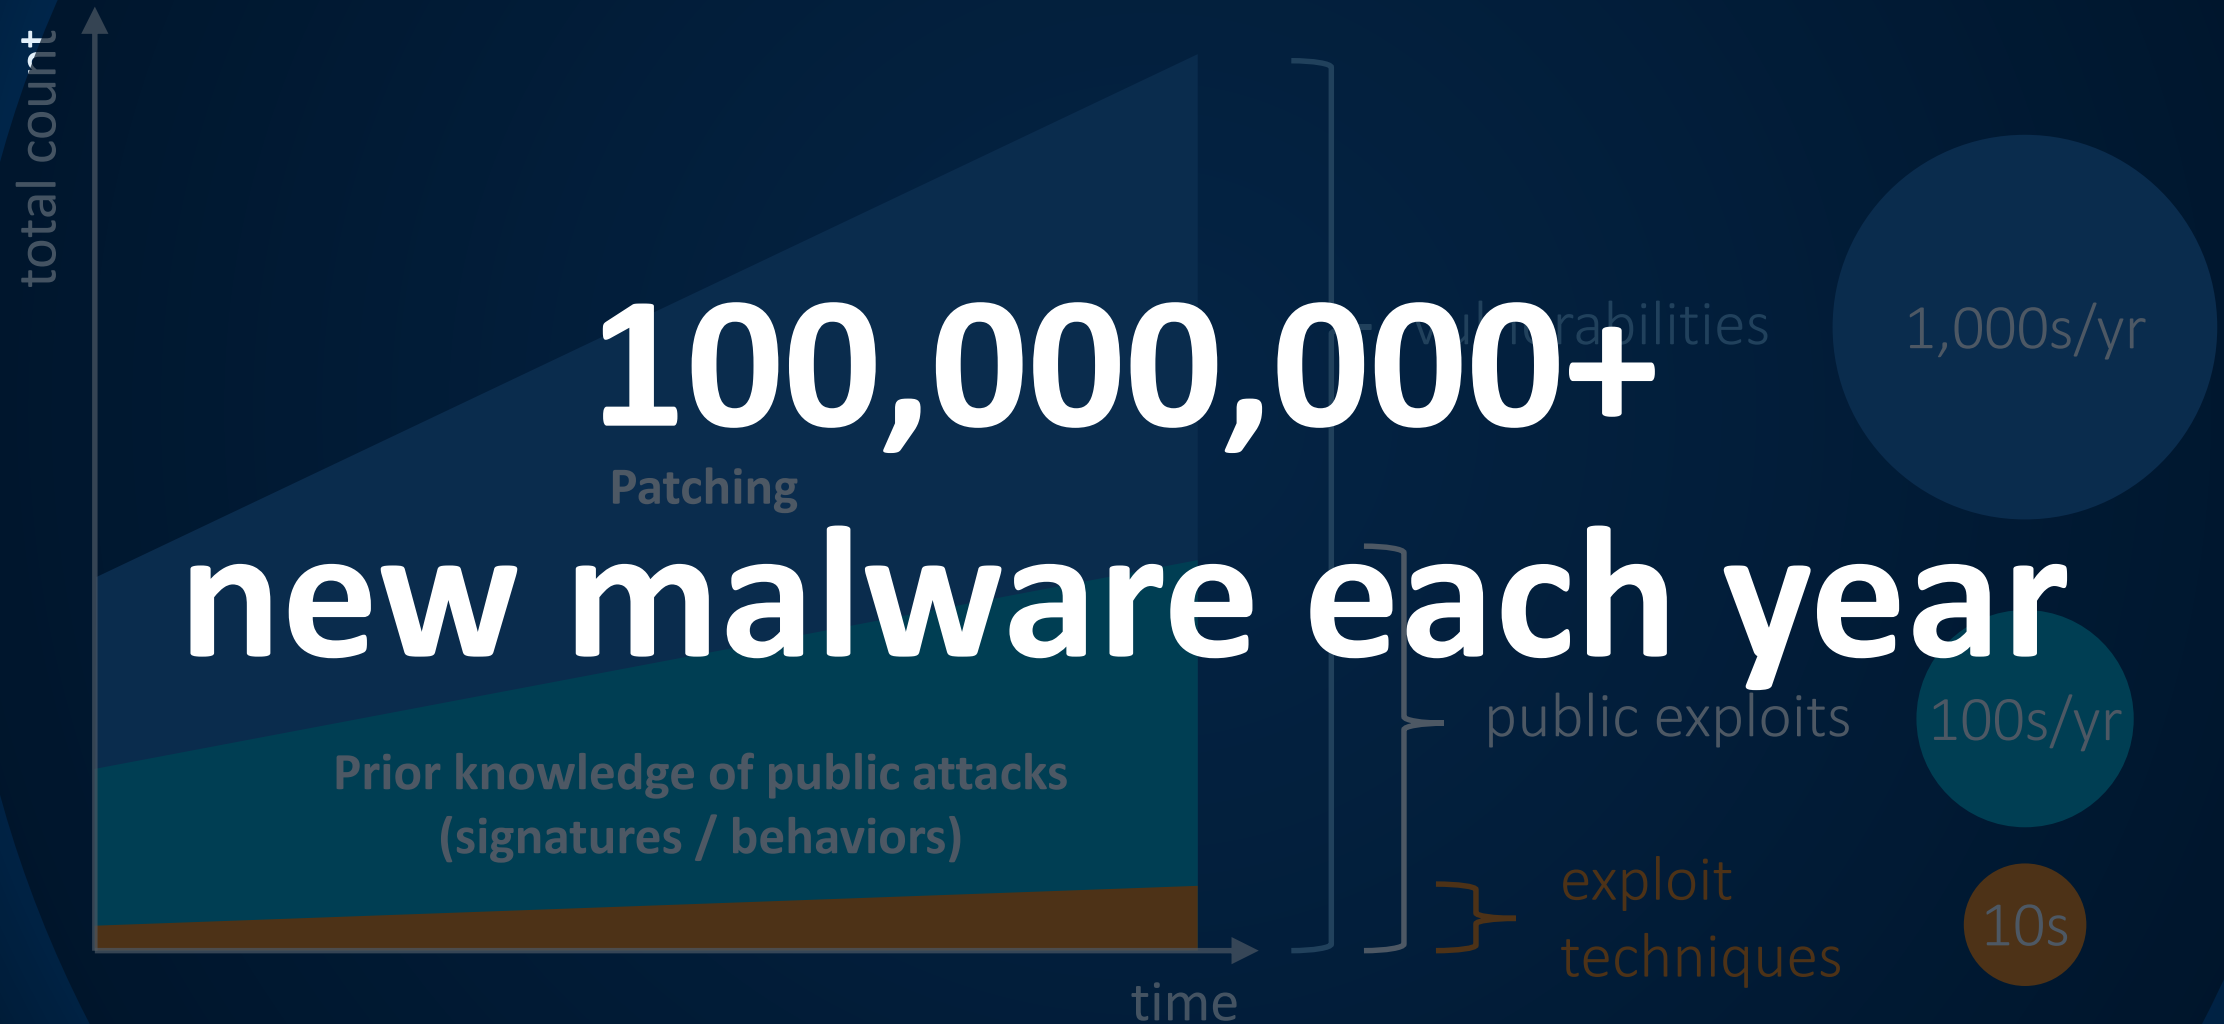 total count
100,000,000+
vulnerabilities
1,000s/yr
Patching
new malware each year
public exploits
100s/yr
Prior knowledge of public attacks
(signatures / behaviors)
exploit
techniques
10s
time